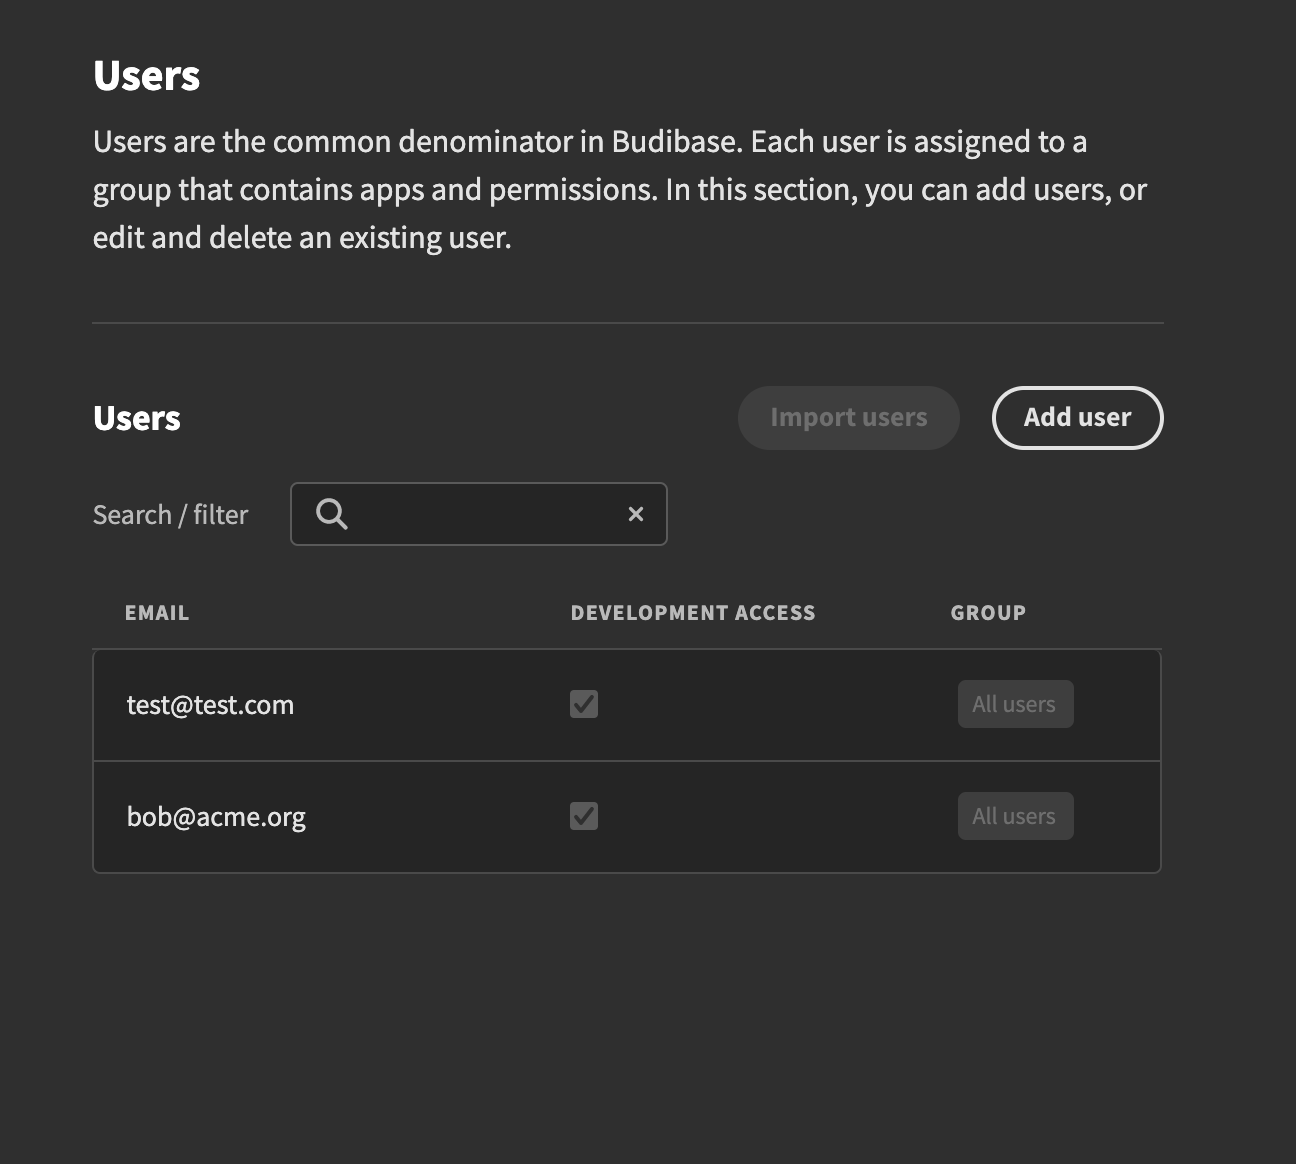 Users
Users are the common denominator in Budibase. Each user is assigned to a
group that contains apps and permissions. In this section, you can add users, or
edit and delete an existing user.
Users
Import users
Add user
Search / filter
EMAIL DEVELOPMENT ACCESS GROUP
test@test.com All users
bob@acme.org All users